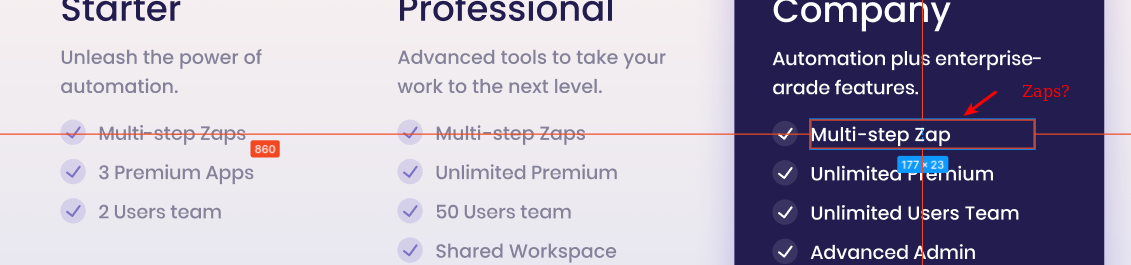 Starter
Unleash the power of
automation.
Multi-step Zaps
860
3 Premium Apps
2 Users team
Professional
Advanced tools to take your
work to the next level.
Multi-step Zaps
Unlimited Premium
50 Users team
Shared Workspace
Company
Automation plus enterprise-
grade features.
Zaps?
Multi-step Zap
177 × 23
Unlimited Premium
Unlimited Users Team
Advanced Admin